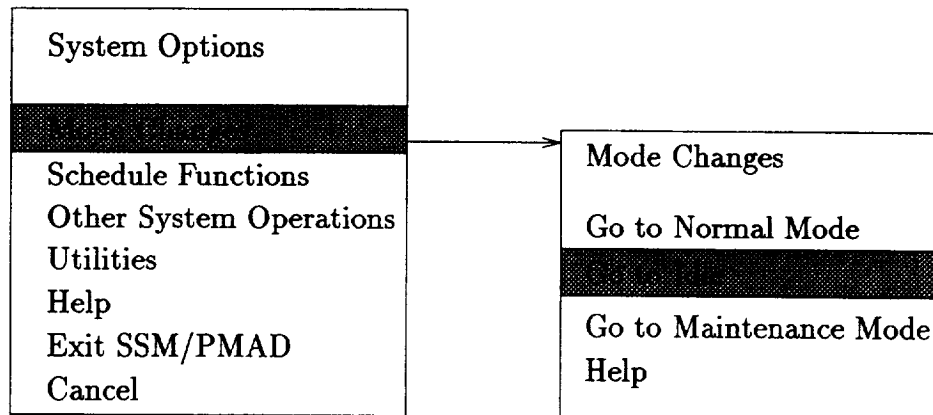 System Options
Schedule Functions
Other System Operations
Utilities
Help
Exit SSM/PMAD
Cancel
Mode Changes
Go to Normal Mode
Go to Maintenance Mode
Help